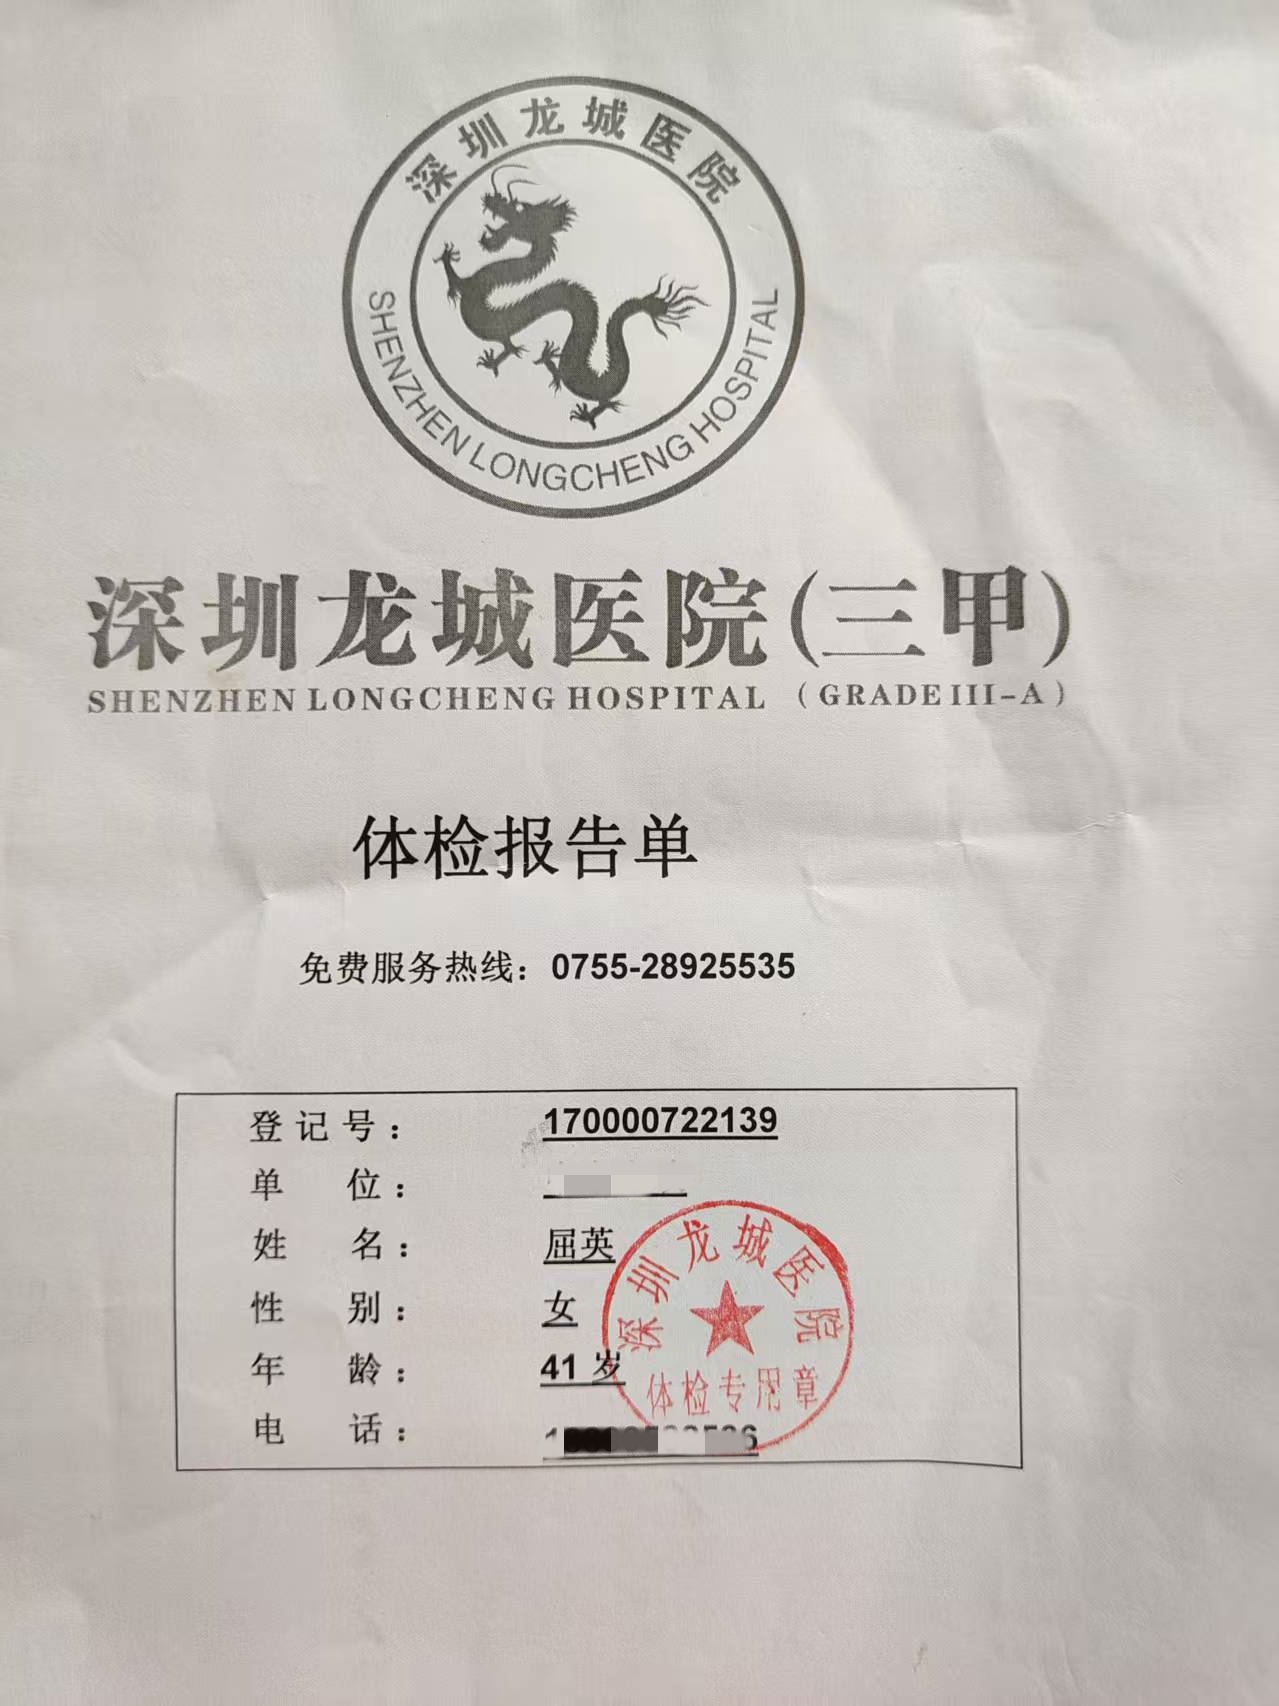 深圳龙城医院
SHENZHEN LONGCHENG HOSPITAL
深圳龙城医院(三甲)
SHENZHEN LONGCHENG HOSPITAL (GRADE III-A)
体检报告单
免费服务热线：0755-28925535
登记号：170000722139
单位：
姓名：屈英
性别：女
年龄：41 岁
电话：
深圳龙城医院
体检专用章